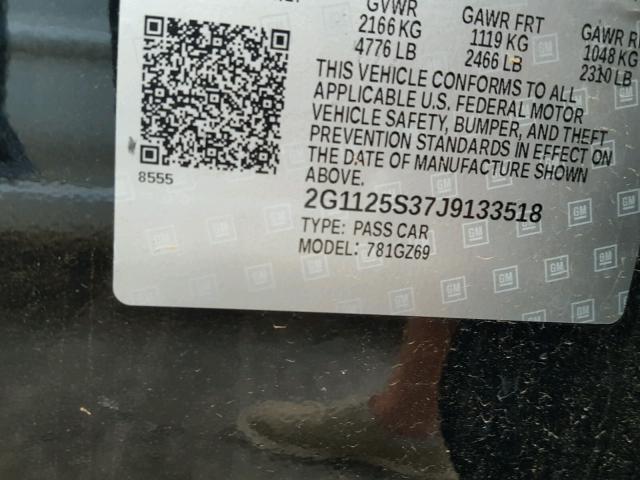 GVWR GAWR FRT GAWR R
2166 KG 1119 KG 1048 KG
4776 LB 2466 LB 2310 LB
THIS VEHICLE CONFORMS TO ALL
APPLICABLE U.S. FEDERAL MOTOR
VEHICLE SAFETY, BUMPER, AND THEFT
PREVENTION STANDARDS IN EFFECT ON
THE DATE OF MANUFACTURE SHOWN
ABOVE.
8555
2G1125S37J9133518
TYPE: PASS CAR
MODEL: 781GZ69